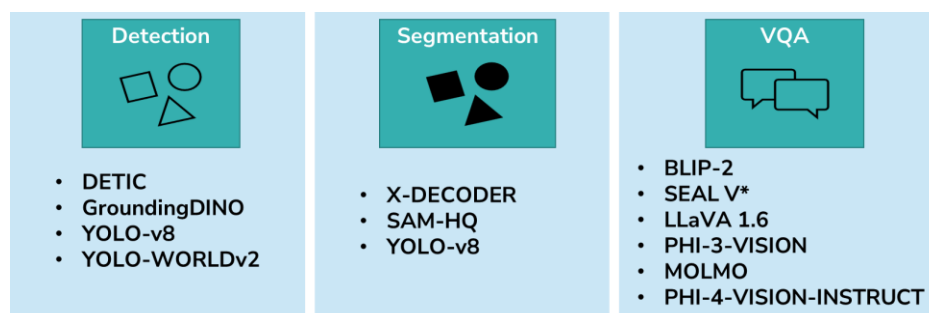 Detection
• DETIC
• GroundingDINO
• YOLO-v8
• YOLO-WORLDv2
Segmentation
• X-DECODER
• SAM-HQ
• YOLO-v8
VQA
• BLIP-2
• SEAL V*
• LLaVA 1.6
• PHI-3-VISION
• MOLMO
• PHI-4-VISION-INSTRUCT